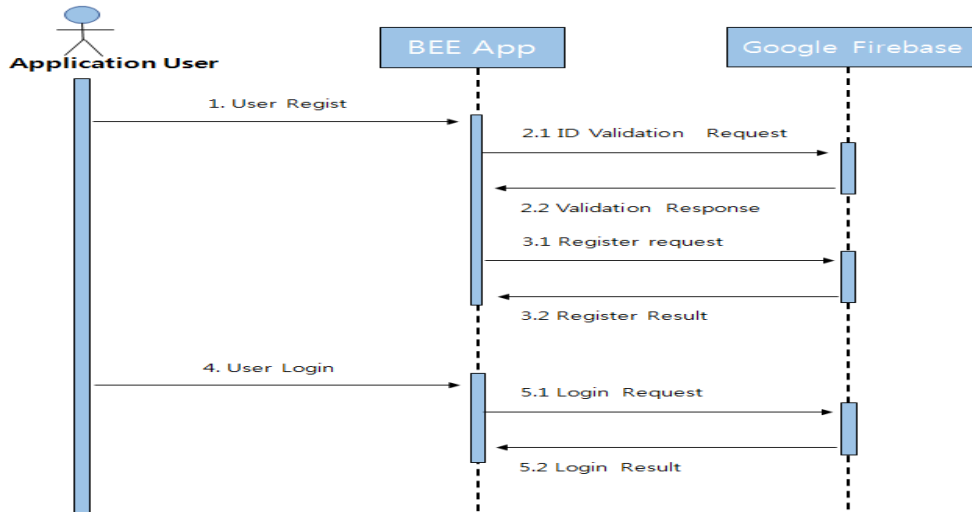 Application User
BEE App
Google Firebase
1. User Regist
2.1 ID Validation Request
2.2 Validation Response
3.1 Register request
3.2 Register Result
4. User Login
5.1 Login Request
5.2 Login Result